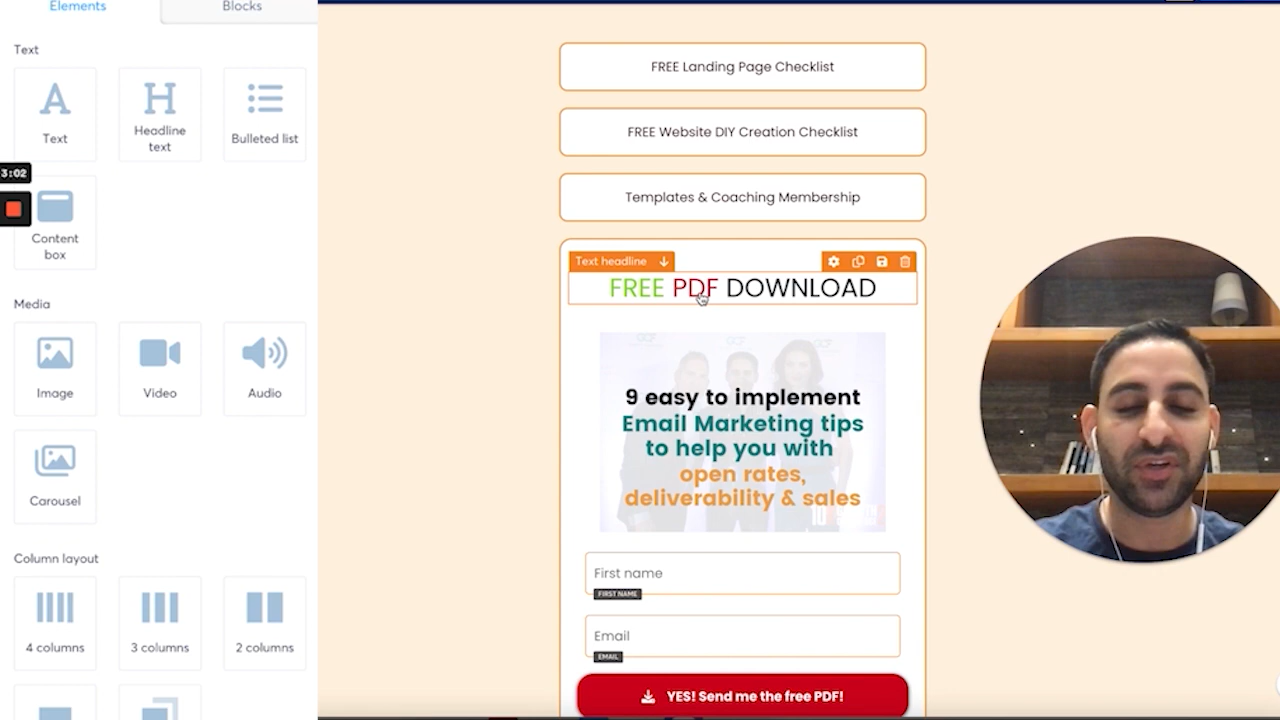 Elements
Blocks
Text
Text
Headline
text
Bulleted list
3:02
Content
box
Media
Image
Video
Audio
Carousel
Column layout
4 columns
3 columns
2 columns
FREE Landing Page Checklist
FREE Website DIY Creation Checklist
Templates & Coaching Membership
Text headline
FREE PDF DOWNLOAD
9 easy to implement
Email Marketing tips
to help you with
open rates,
deliverability & sales
First name
FIRST NAME
Email
EMAIL
YES! Send me the free PDF!